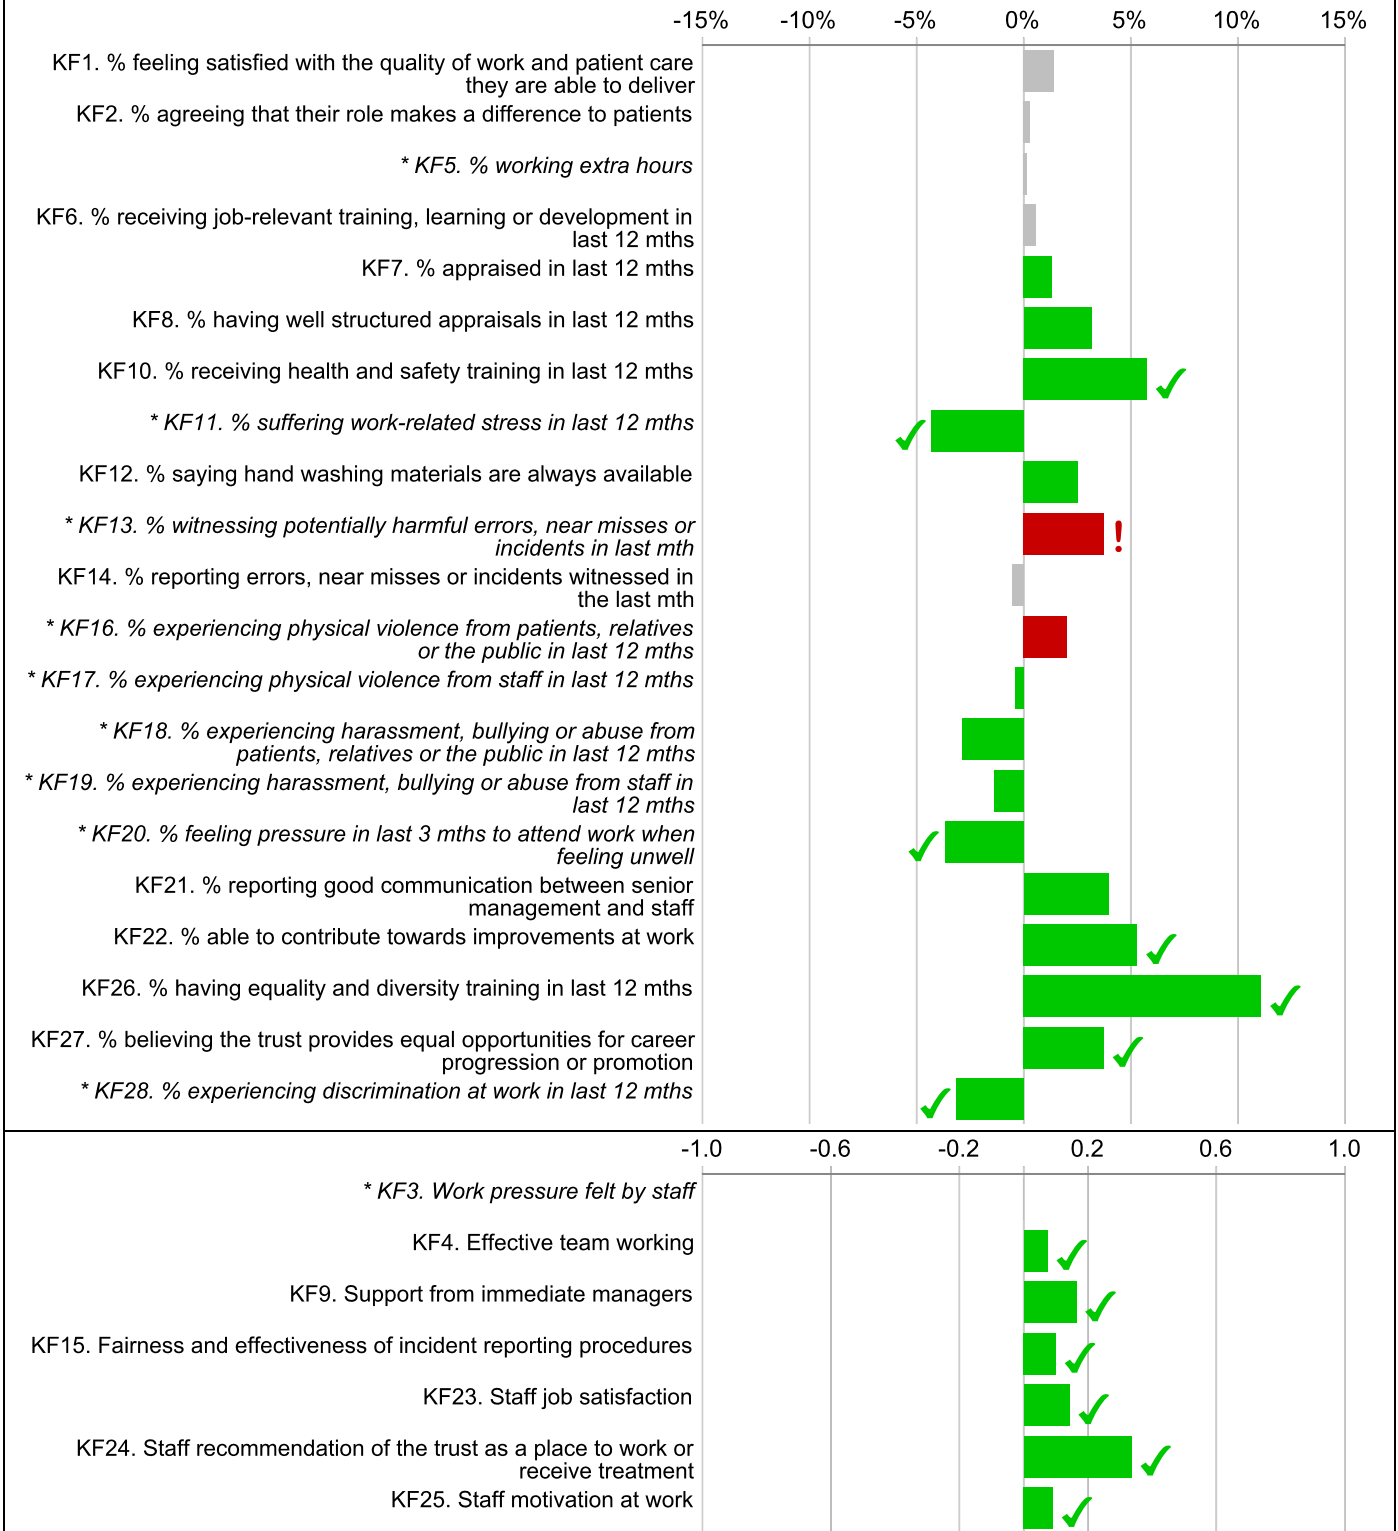 -15% -10% -5% 0% 5% 10% 15%
KF1. % feeling satisfied with the quality of work and patient care
they are able to deliver
KF2. % agreeing that their role makes a difference to patients
* KF5. % working extra hours
KF6. % receiving job-relevant training, learning or development in
last 12 mths
KF7. % appraised in last 12 mths
KF8. % having well structured appraisals in last 12 mths
KF10. % receiving health and safety training in last 12 mths
* KF11. % suffering work-related stress in last 12 mths
KF12. % saying hand washing materials are always available
* KF13. % witnessing potentially harmful errors, near misses or
incidents in last mth
!
KF14. % reporting errors, near misses or incidents witnessed in
the last mth
* KF16. % experiencing physical violence from patients, relatives
or the public in last 12 mths
* KF17. % experiencing physical violence from staff in last 12 mths
* KF18. % experiencing harassment, bullying or abuse from
patients, relatives or the public in last 12 mths
* KF19. % experiencing harassment, bullying or abuse from staff in
last 12 mths
* KF20. % feeling pressure in last 3 mths to attend work when
feeling unwell
KF21. % reporting good communication between senior
management and staff
KF22. % able to contribute towards improvements at work
KF26. % having equality and diversity training in last 12 mths
KF27. % believing the trust provides equal opportunities for career
progression or promotion
* KF28. % experiencing discrimination at work in last 12 mths
-1.0 -0.6 -0.2 0.2 0.6 1.0
* KF3. Work pressure felt by staff
KF4. Effective team working
KF9. Support from immediate managers
KF15. Fairness and effectiveness of incident reporting procedures
KF23. Staff job satisfaction
KF24. Staff recommendation of the trust as a place to work or
receive treatment
KF25. Staff motivation at work